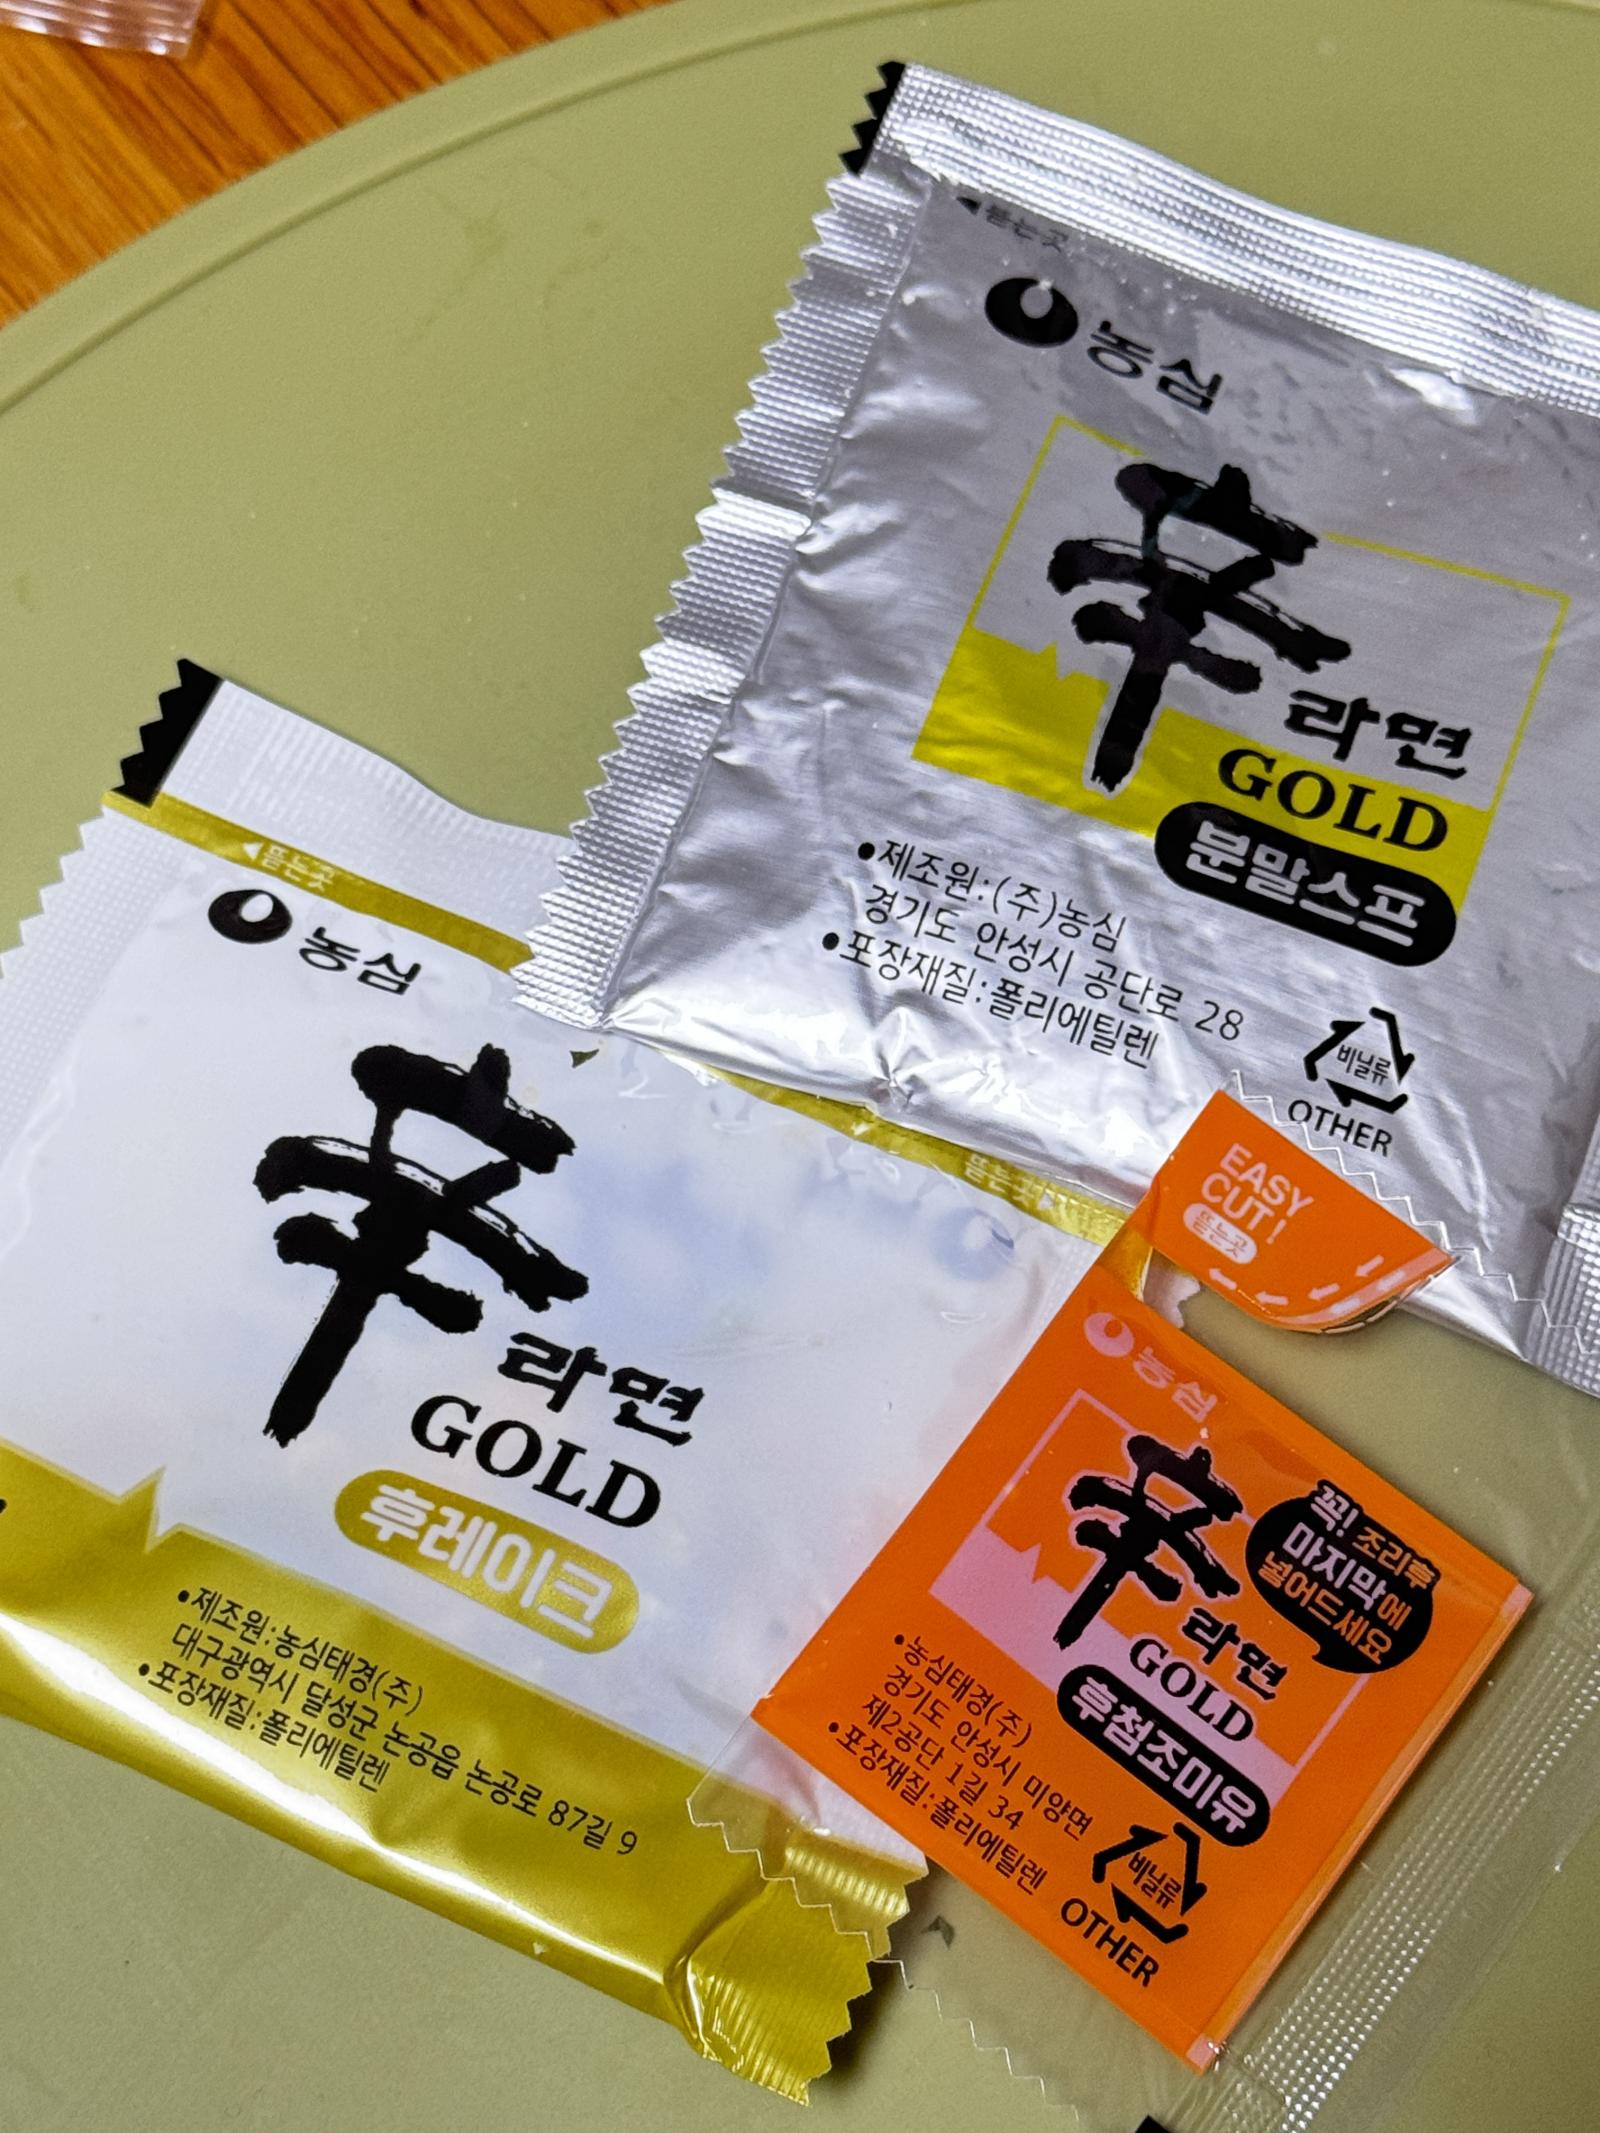 뜯는곳
농심
辛라면
GOLD
분말스프
•제조원:(주)농심
경기도 안성시 공단로 28
•포장재질:폴리에틸렌
비닐류
OTHER
뜯는곳
농심
辛라면
GOLD
후레이크
•제조원:농심태경(주)
대구광역시 달성군 논공읍 논공로 87길 9
•포장재질:폴리에틸렌
뜯는곳
EASY
CUT!
뜯는곳
농심
꼭! 조리후
마지막에
넣어드세요
辛라면
GOLD
후첨조미유
•농심태경(주)
경기도 안성시 미양면
제2공단 1길 34
•포장재질:폴리에틸렌
비닐류
OTHER